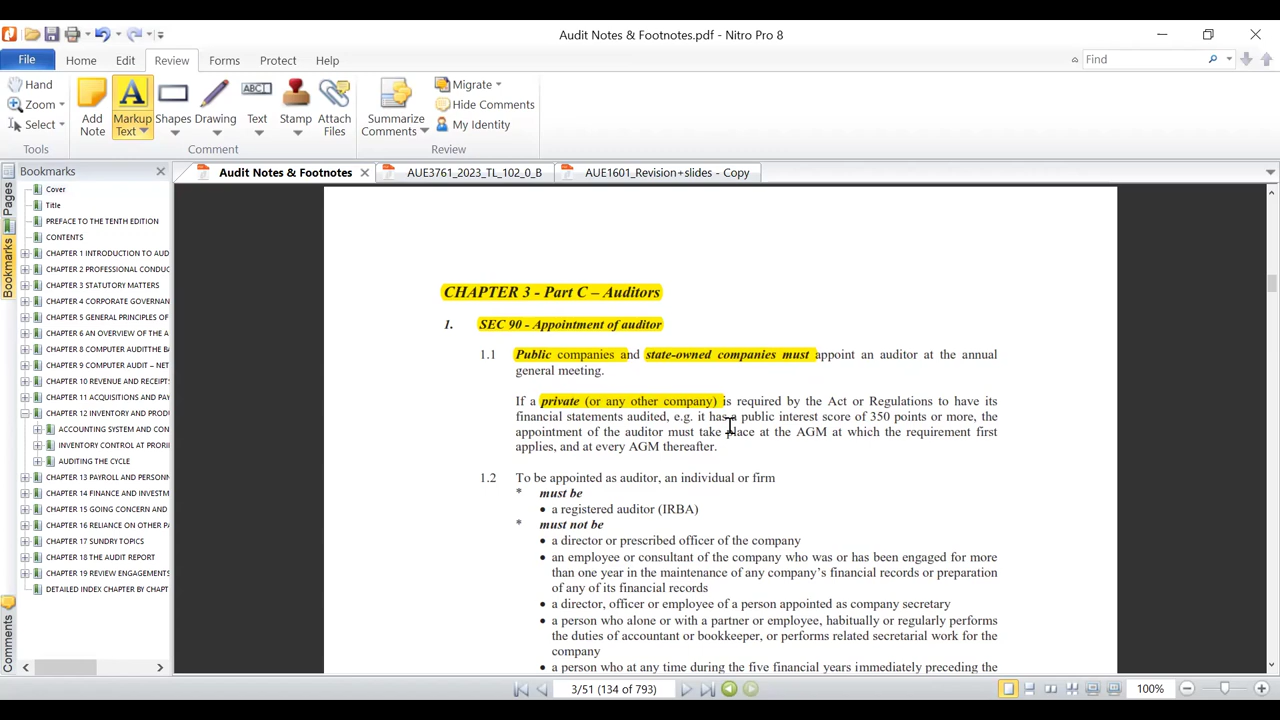 Audit Notes & Footnotes.pdf - Nitro Pro 8
File Home Edit Review Forms Protect Help
Find
Hand
Zoom
Select
Tools
Add Note
Markup Text
Shapes
Drawing
Text
Stamp
Attach Files
Comment
Summarize Comments
Migrate
Hide Comments
My Identity
Review
Bookmarks
Audit Notes & Footnotes
AUE3761_2023_TL_102_0_B
AUE1601_Revision+slides - Copy
Pages
Bookmarks
Comments
Cover
Title
PREFACE TO THE TENTH EDITION
CONTENTS
CHAPTER 1 INTRODUCTION TO AUD
CHAPTER 2 PROFESSIONAL CONDUC
CHAPTER 3 STATUTORY MATTERS
CHAPTER 4 CORPORATE GOVERNAN
CHAPTER 5 GENERAL PRINCIPLES OF
CHAPTER 6 AN OVERVIEW OF THE A
CHAPTER 8 COMPUTER AUDITTHE B
CHAPTER 9 COMPUTER AUDIT – NET
CHAPTER 10 REVENUE AND RECEIPTS
CHAPTER 11 ACQUISITIONS AND PAY
CHAPTER 12 INVENTORY AND PRODU
ACCOUNTING SYSTEM AND CON
INVENTORY CONTROL AT PRORIE
AUDITING THE CYCLE
CHAPTER 13 PAYROLL AND PERSONN
CHAPTER 14 FINANCE AND INVESTM
CHAPTER 15 GOING CONCERN AND
CHAPTER 16 RELIANCE ON OTHER PA
CHAPTER 17 SUNDRY TOPICS
CHAPTER 18 THE AUDIT REPORT
CHAPTER 19 REVIEW ENGAGEMENTS
DETAILED INDEX CHAPTER BY CHAPT
CHAPTER 3 - Part C – Auditors
1. SEC 90 - Appointment of auditor
1.1 Public companies and state-owned companies must appoint an auditor at the annual
general meeting.
If a private (or any other company) is required by the Act or Regulations to have its
financial statements audited, e.g. it has a public interest score of 350 points or more, the
appointment of the auditor must take place at the AGM at which the requirement first
applies, and at every AGM thereafter.
1.2 To be appointed as auditor, an individual or firm
* must be
• a registered auditor (IRBA)
* must not be
• a director or prescribed officer of the company
• an employee or consultant of the company who was or has been engaged for more
than one year in the maintenance of any company's financial records or preparation
of any of its financial records
• a director, officer or employee of a person appointed as company secretary
• a person who alone or with a partner or employee, habitually or regularly performs
the duties of accountant or bookkeeper, or performs related secretarial work for the
company
• a person who at any time during the five financial years immediately preceding the
3/51 (134 of 793)
100%